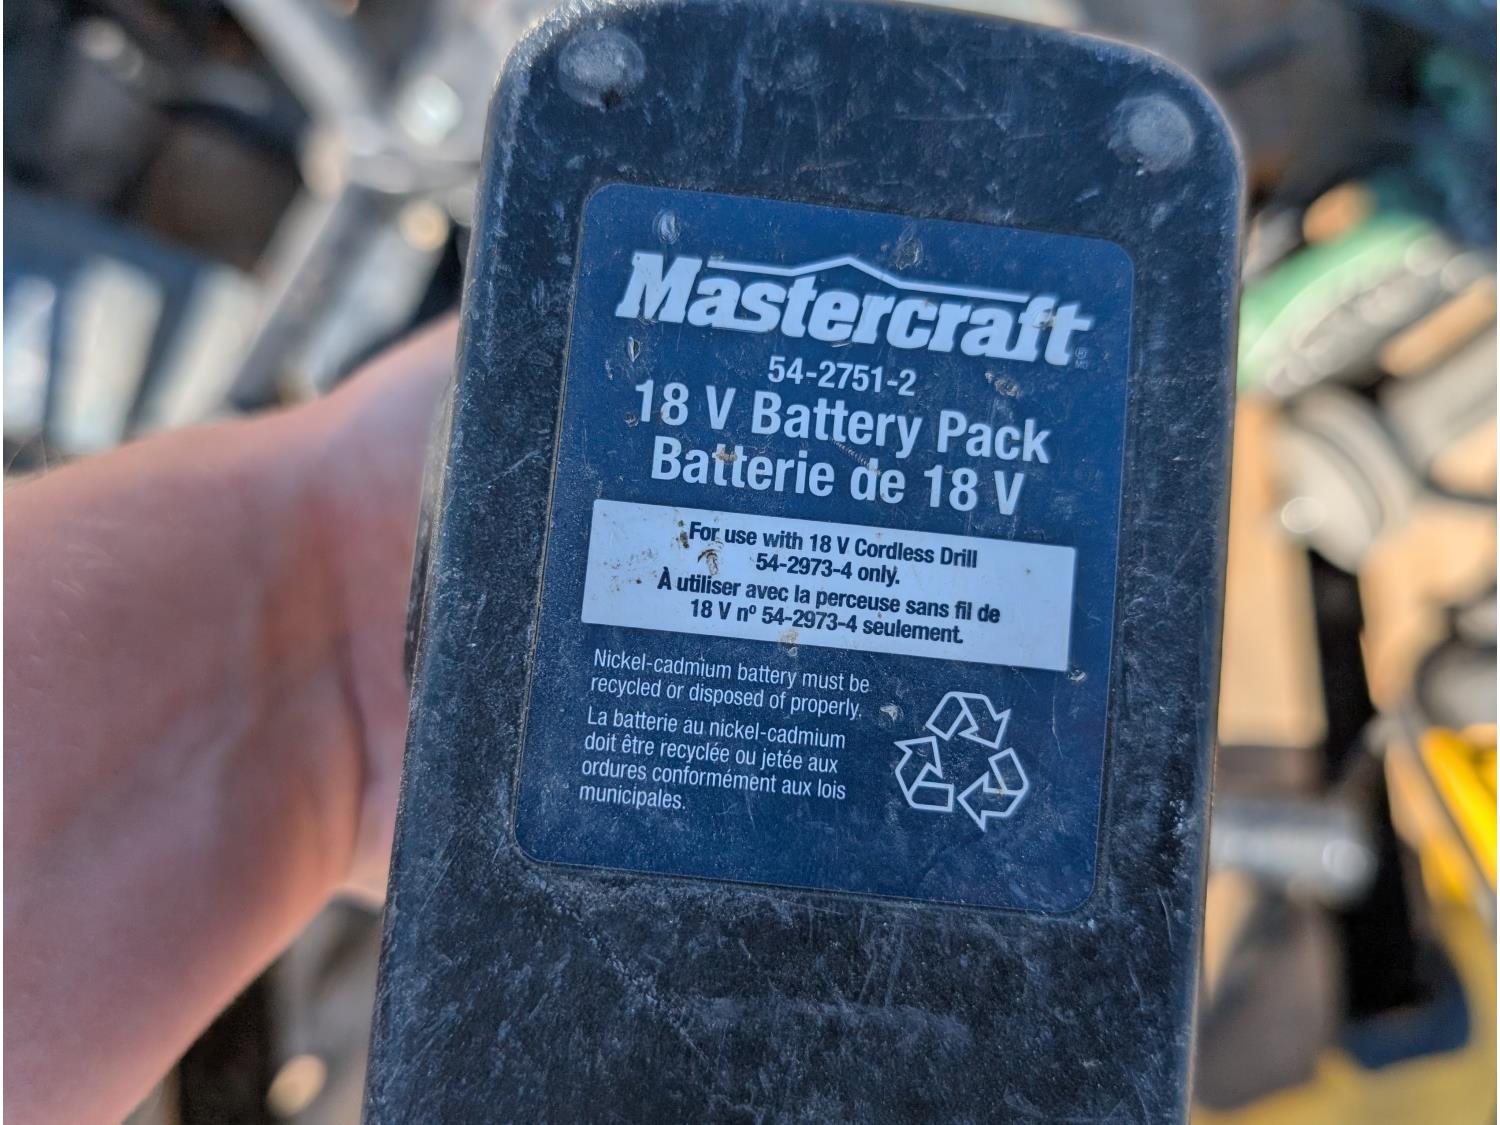 Mastercraft
® MD
54-2751-2
18 V Battery Pack
Batterie de 18 V
For use with 18 V Cordless Drill
54-2973-4 only.
À utiliser avec la perceuse sans fil de
18 V nº 54-2973-4 seulement.
Nickel-cadmium battery must be
recycled or disposed of properly.
La batterie au nickel-cadmium
doit être recyclée ou jetée aux
ordures conformément aux lois
municipales.